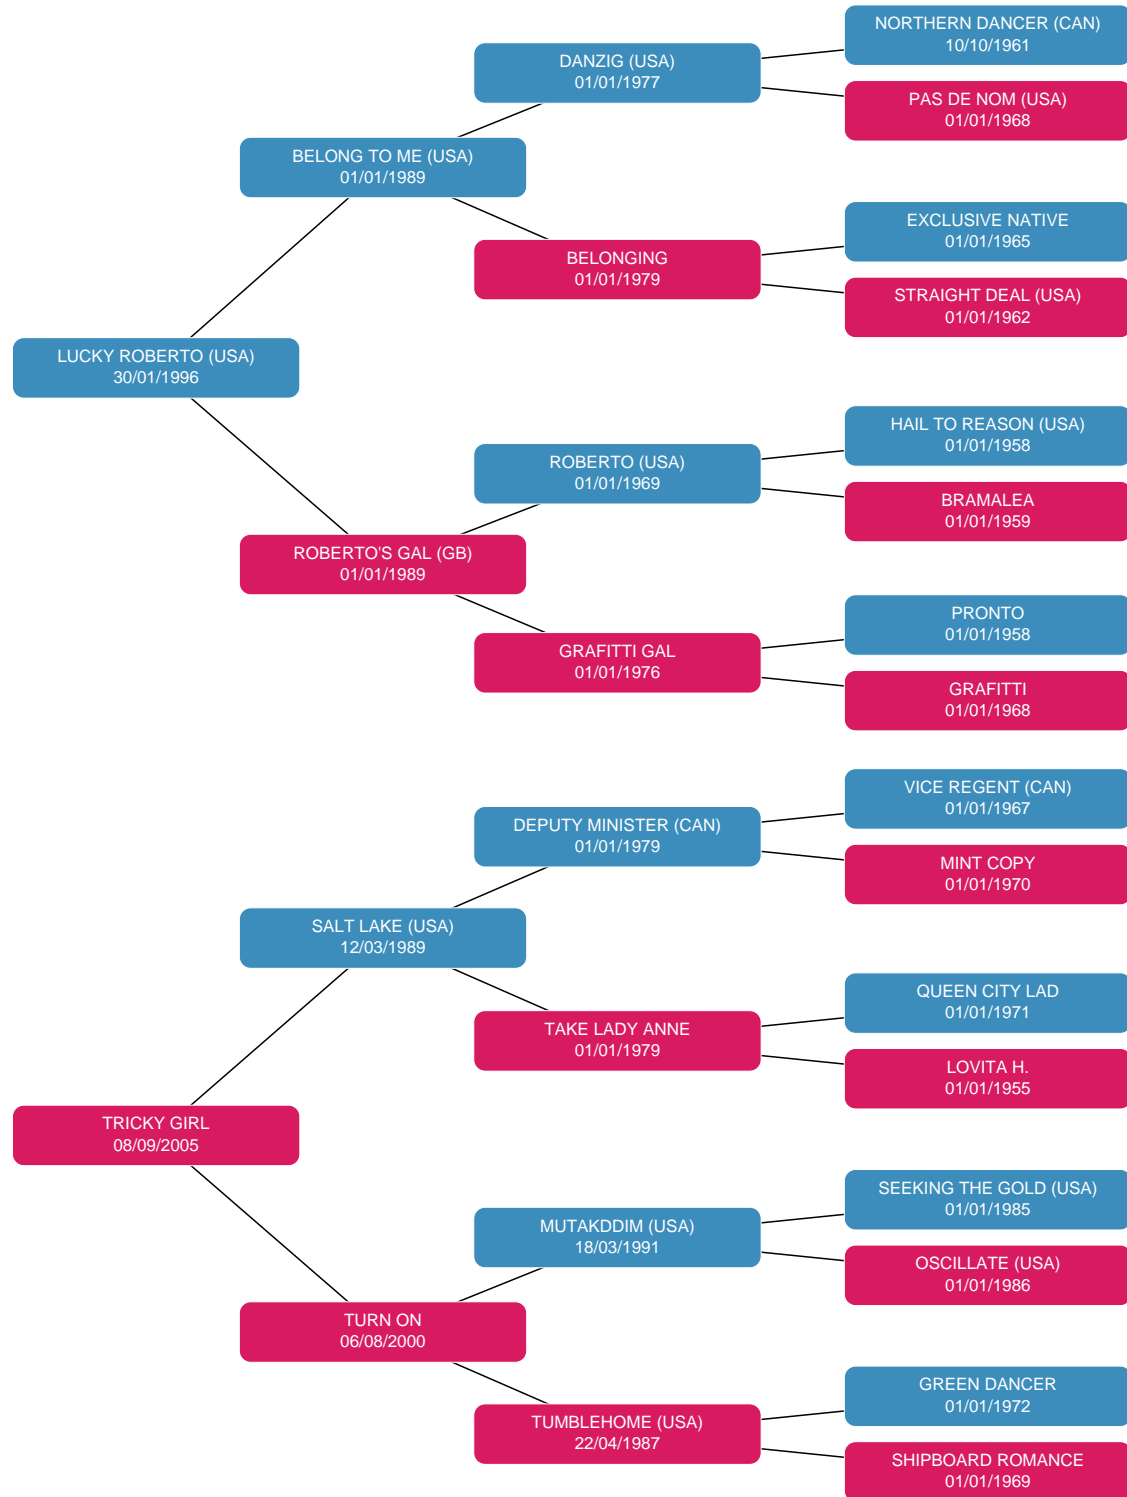 NORTHERN DANCER (CAN)
10/10/1961
DANZIG (USA)
01/01/1977
PAS DE NOM (USA)
01/01/1968
BELONG TO ME (USA)
01/01/1989
EXCLUSIVE NATIVE
01/01/1965
BELONGING
01/01/1979
STRAIGHT DEAL (USA)
01/01/1962
LUCKY ROBERTO (USA)
30/01/1996
HAIL TO REASON (USA)
01/01/1958
ROBERTO (USA)
01/01/1969
BRAMALEA
01/01/1959
ROBERTO'S GAL (GB)
01/01/1989
PRONTO
01/01/1958
GRAFITTI GAL
01/01/1976
GRAFITTI
01/01/1968
VICE REGENT (CAN)
01/01/1967
DEPUTY MINISTER (CAN)
01/01/1979
MINT COPY
01/01/1970
SALT LAKE (USA)
12/03/1989
QUEEN CITY LAD
01/01/1971
TAKE LADY ANNE
01/01/1979
LOVITA H.
01/01/1955
TRICKY GIRL
08/09/2005
SEEKING THE GOLD (USA)
01/01/1985
MUTAKDDIM (USA)
18/03/1991
OSCILLATE (USA)
01/01/1986
TURN ON
06/08/2000
GREEN DANCER
01/01/1972
TUMBLEHOME (USA)
22/04/1987
SHIPBOARD ROMANCE
01/01/1969